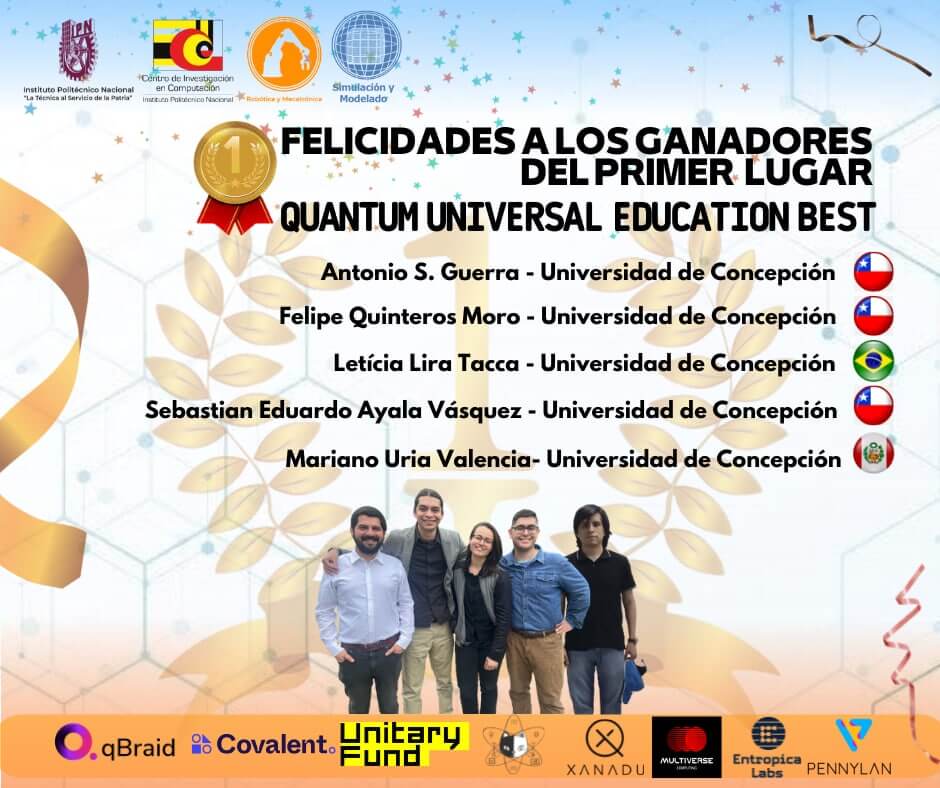 IPN
Instituto Politécnico Nacional
"La Técnica al Servicio de la Patria"
Centro de Investigación
en Computación
Instituto Politécnico Nacional
Robótica y Mecatrónica
Simulación y
Modelado
1
FELICIDADES A LOS GANADORES
DEL PRIMER LUGAR
QUANTUM UNIVERSAL EDUCATION BEST
Antonio S. Guerra - Universidad de Concepción
Felipe Quinteros Moro - Universidad de Concepción
Letícia Lira Tacca - Universidad de Concepción
Sebastian Eduardo Ayala Vásquez - Universidad de Concepción
Mariano Uria Valencia- Universidad de Concepción
1
qBraid
Covalent.
Unitary
Fund
XANADU
MULTIVERSE
COMPUTING
Entropica
Labs
PENNYLAN